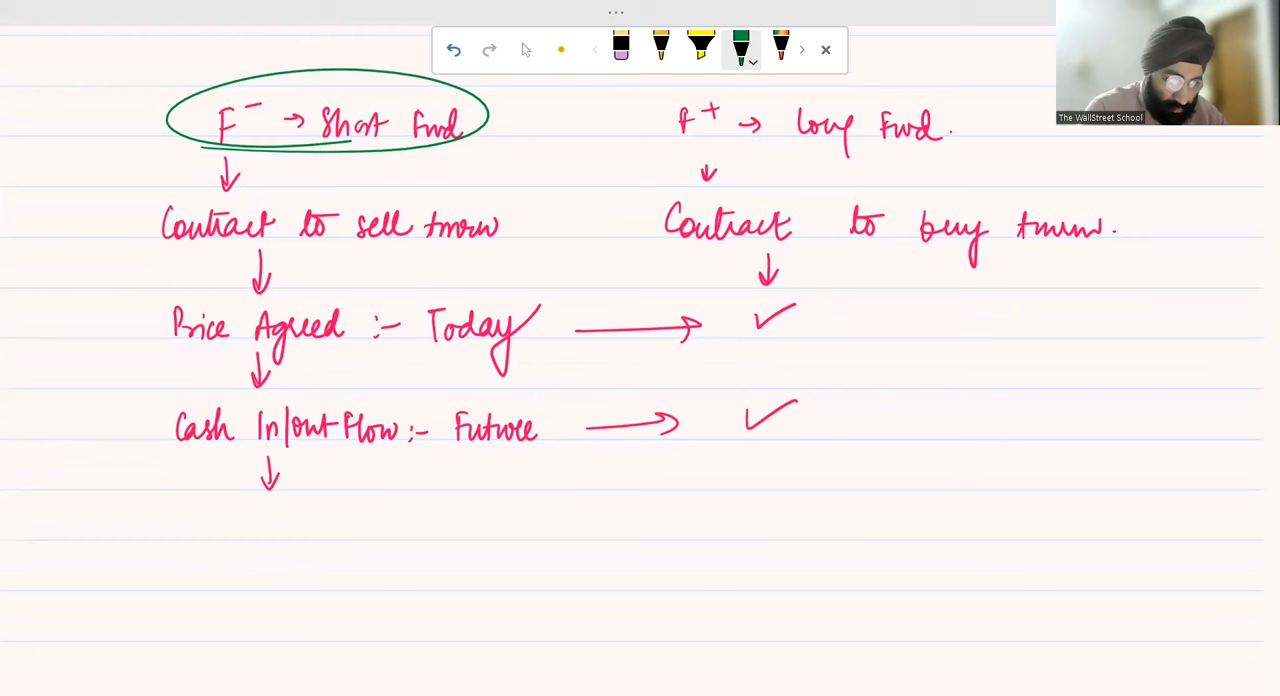 F⁻ → Short Fwd
F⁺ → Long Fwd.
The WallStreet School
Contract to sell tmrw
Contract to buy tmrw.
Price Agreed :- Today → ✓
Cash In/out Flow :- Future → ✓